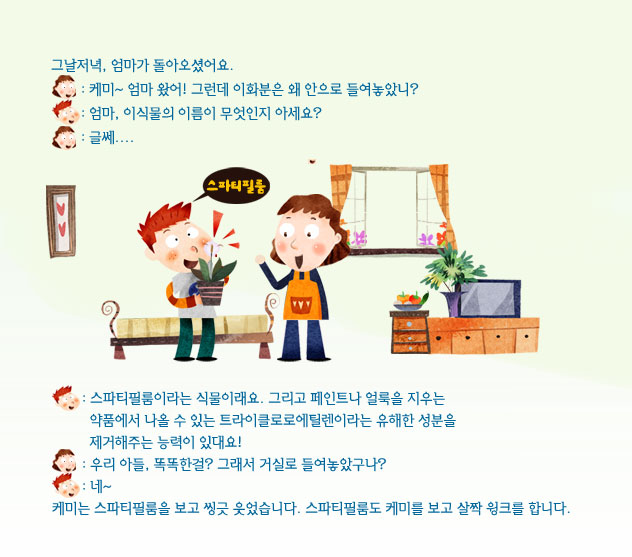 그날저녁, 엄마가 돌아오셨어요.
: 케미~ 엄마 왔어! 그런데 이화분은 왜 안으로 들여놓았니?
: 엄마, 이식물의 이름이 무엇인지 아세요?
: 글쎄....
스파티필룸
: 스파티필룸이라는 식물이래요. 그리고 페인트나 얼룩을 지우는
약품에서 나올 수 있는 트라이클로로에틸렌이라는 유해한 성분을
제거해주는 능력이 있대요!
: 우리 아들, 똑똑한걸? 그래서 거실로 들여놓았구나?
: 네~
케미는 스파티필룸을 보고 씽긋 웃었습니다. 스파티필룸도 케미를 보고 살짝 윙크를 합니다.